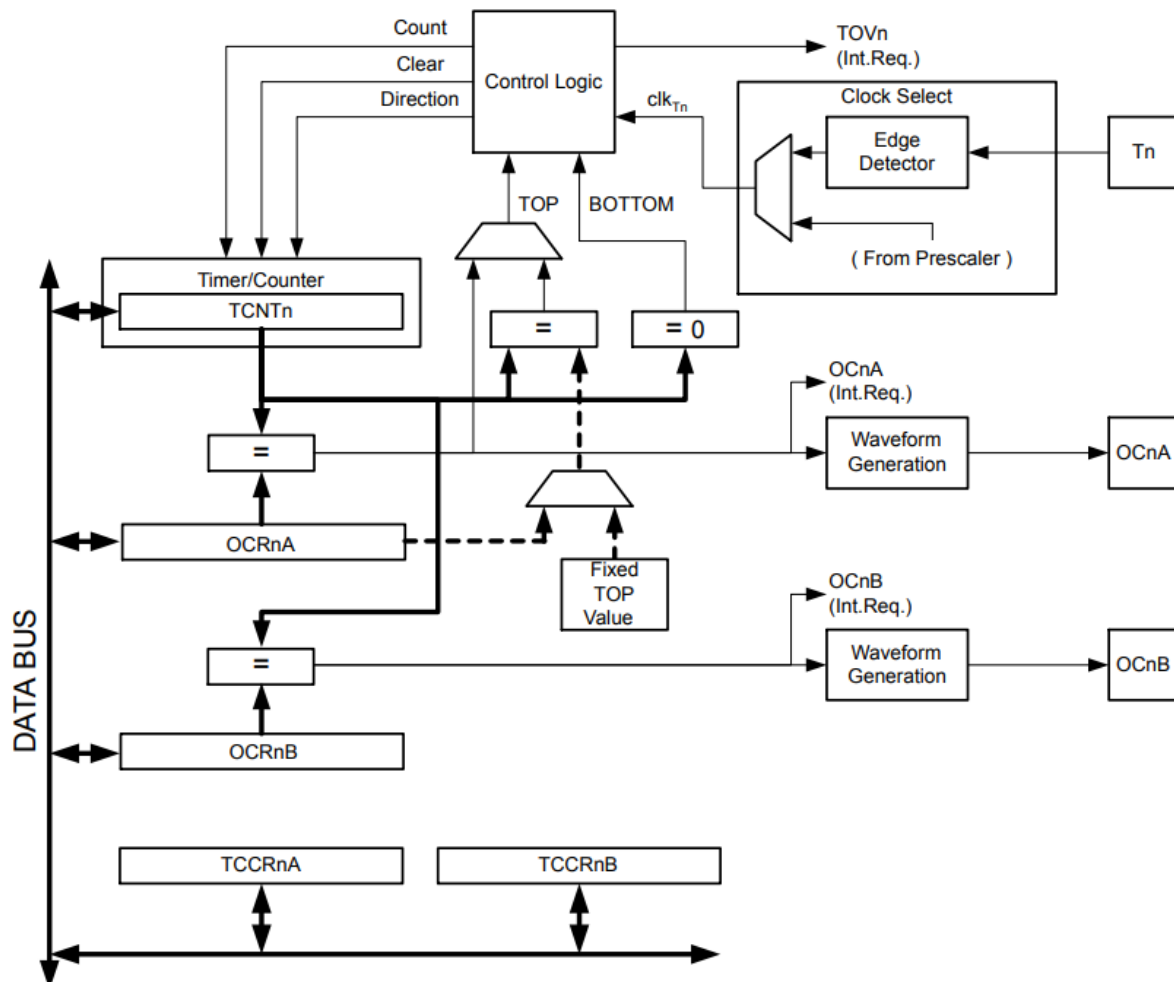 Count
Clear
Direction
Control Logic
TOVn
(Int.Req.)
clkTn
Clock Select
Edge
Detector
Tn
( From Prescaler )
TOP
BOTTOM
Timer/Counter
TCNTn
=
= 0
OCnA
(Int.Req.)
=
Waveform
Generation
OCnA
OCRnA
Fixed
TOP
Value
OCnB
(Int.Req.)
=
Waveform
Generation
OCnB
OCRnB
DATA BUS
TCCRnA
TCCRnB